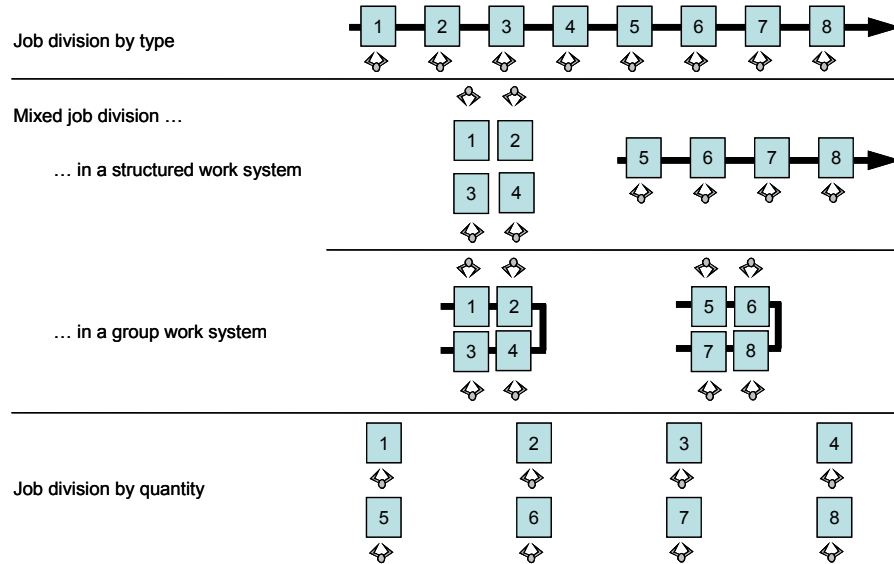 1 2 3 4 5 6 7 8
Job division by type
Mixed job division …
1 2
5 6 7 8
… in a structured work system
3 4
1 2
5 6
… in a group work system
3 4
7 8
1 2 3 4
Job division by quantity
5 6 7 8